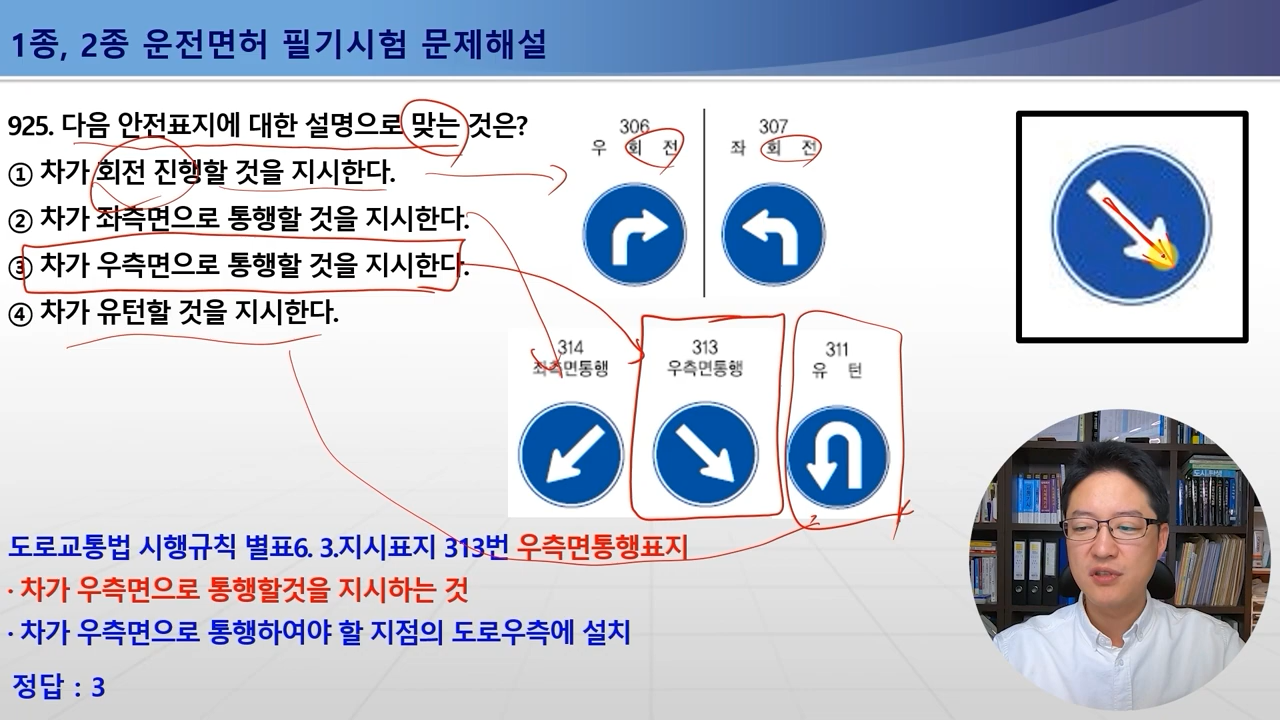 1종, 2종 운전면허 필기시험 문제해설
925. 다음 안전표지에 대한 설명으로 맞는 것은?
① 차가 회전 진행할 것을 지시한다.
② 차가 좌측면으로 통행할 것을 지시한다.
③ 차가 우측면으로 통행할 것을 지시한다.
④ 차가 유턴할 것을 지시한다.
306
우 회 전
307
좌 회 전
314
좌측면통행
313
우측면통행
311
유 턴
도로교통법 시행규칙 별표6. 3.지시표지 313번 우측면통행표지
· 차가 우측면으로 통행할것을 지시하는 것
· 차가 우측면으로 통행하여야 할 지점의 도로우측에 설치
정답 : 3